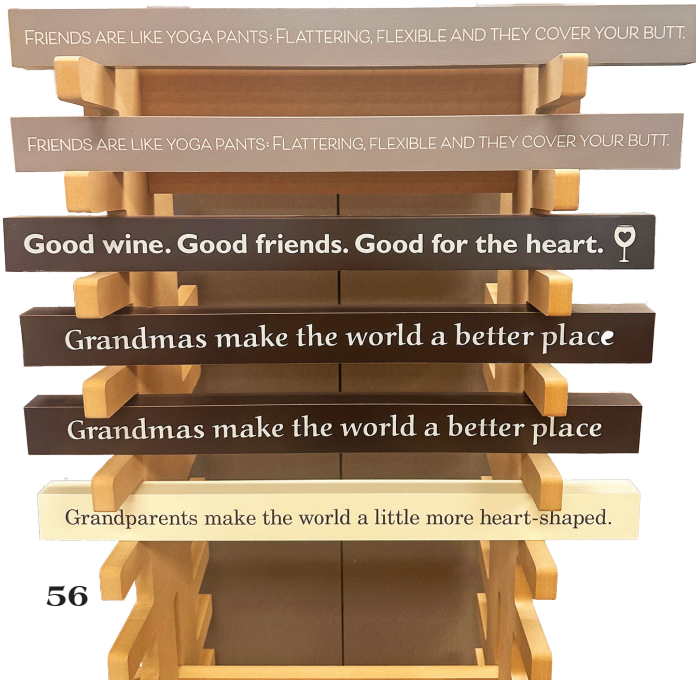 FRIENDS ARE LIKE YOGA PANTS: FLATTERING, FLEXIBLE AND THEY COVER YOUR BUTT.
FRIENDS ARE LIKE YOGA PANTS: FLATTERING, FLEXIBLE AND THEY COVER YOUR BUTT.
Good wine. Good friends. Good for the heart.
Grandmas make the world a better place
Grandmas make the world a better place
Grandparents make the world a little more heart-shaped.
56